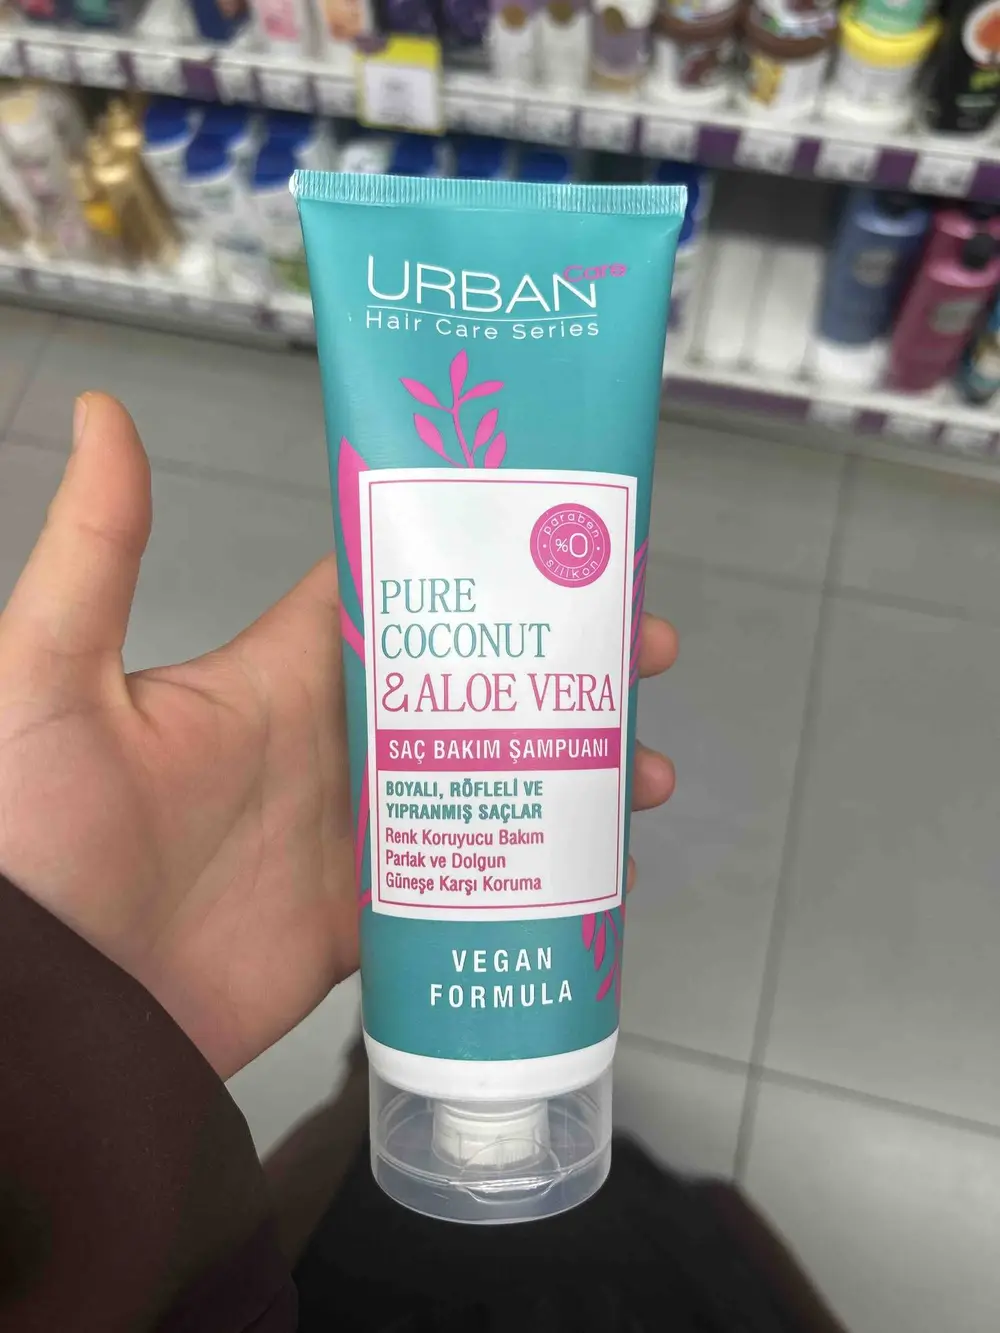 URBAN Care
Hair Care Series
paraben
%0
silikon
PURE
COCONUT
& ALOE VERA
SAÇ BAKIM ŞAMPUANI
BOYALI, RÖFLELİ VE
YIPRANMIŞ SAÇLAR
Renk Koruyucu Bakım
Parlak ve Dolgun
Güneşe Karşı Koruma
VEGAN
FORMULA